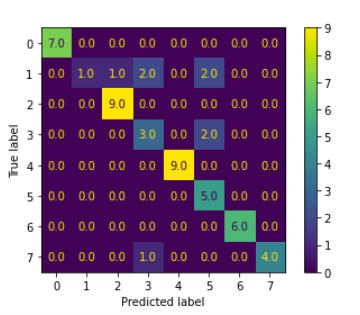 0 7.0 0.0 0.0 0.0 0.0 0.0 0.0 0.0 9
1 0.0 1.0 1.0 2.0 0.0 2.0 0.0 0.0 8
2 0.0 0.0 9.0 0.0 0.0 0.0 0.0 0.0 7
3 0.0 0.0 0.0 3.0 0.0 2.0 0.0 0.0 6
4 0.0 0.0 0.0 0.0 9.0 0.0 0.0 0.0 5
5 0.0 0.0 0.0 0.0 0.0 5.0 0.0 0.0 4
6 0.0 0.0 0.0 0.0 0.0 0.0 6.0 0.0 3
7 0.0 0.0 0.0 1.0 0.0 0.0 0.0 4.0 2
1
0
True label
0 1 2 3 4 5 6 7
Predicted label